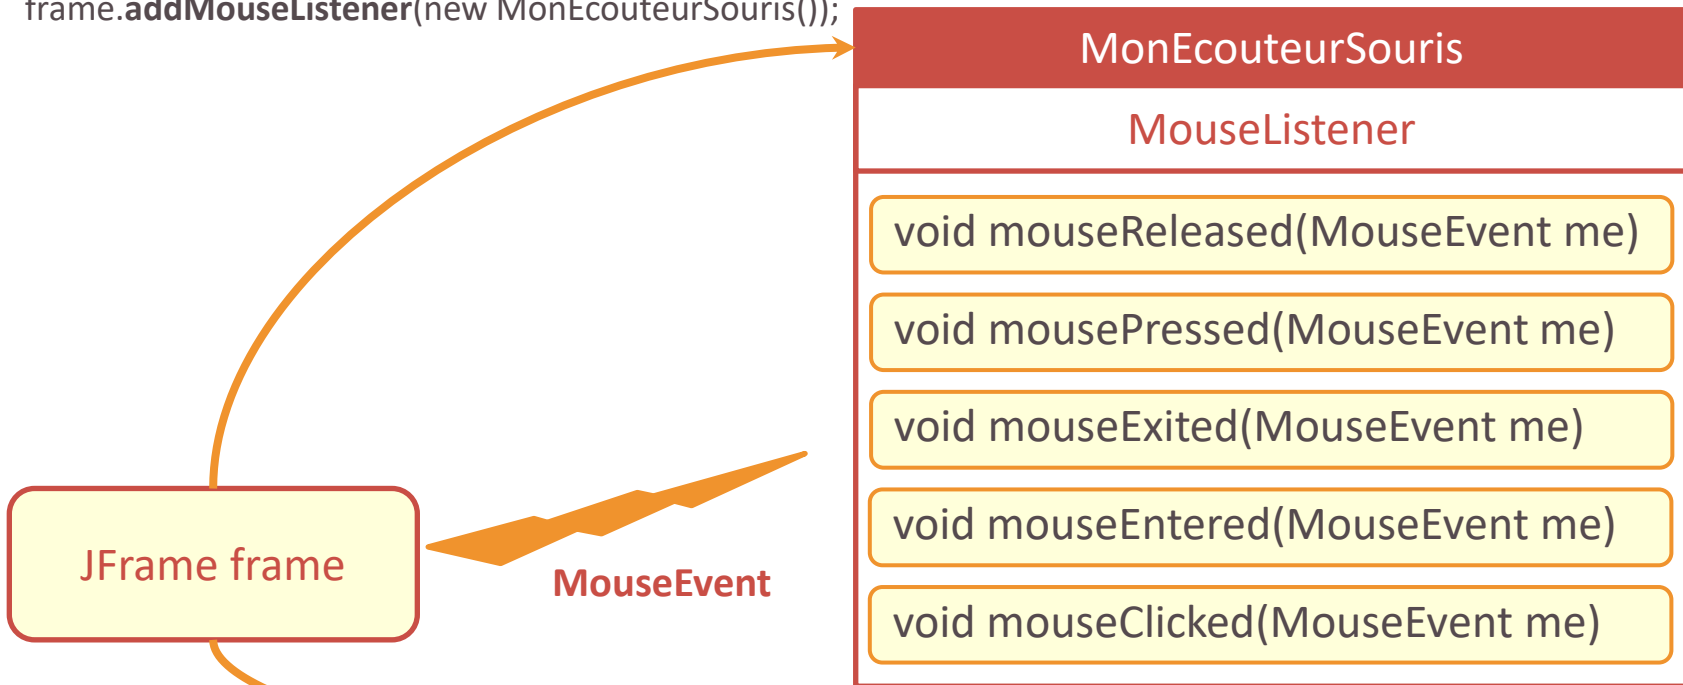 frame.addMouseListener(new MonEcouteurSouris());
MonEcouteurSouris
MouseListener
void mouseReleased(MouseEvent me)
void mousePressed(MouseEvent me)
void mouseExited(MouseEvent me)
void mouseEntered(MouseEvent me)
void mouseClicked(MouseEvent me)
JFrame frame
MouseEvent